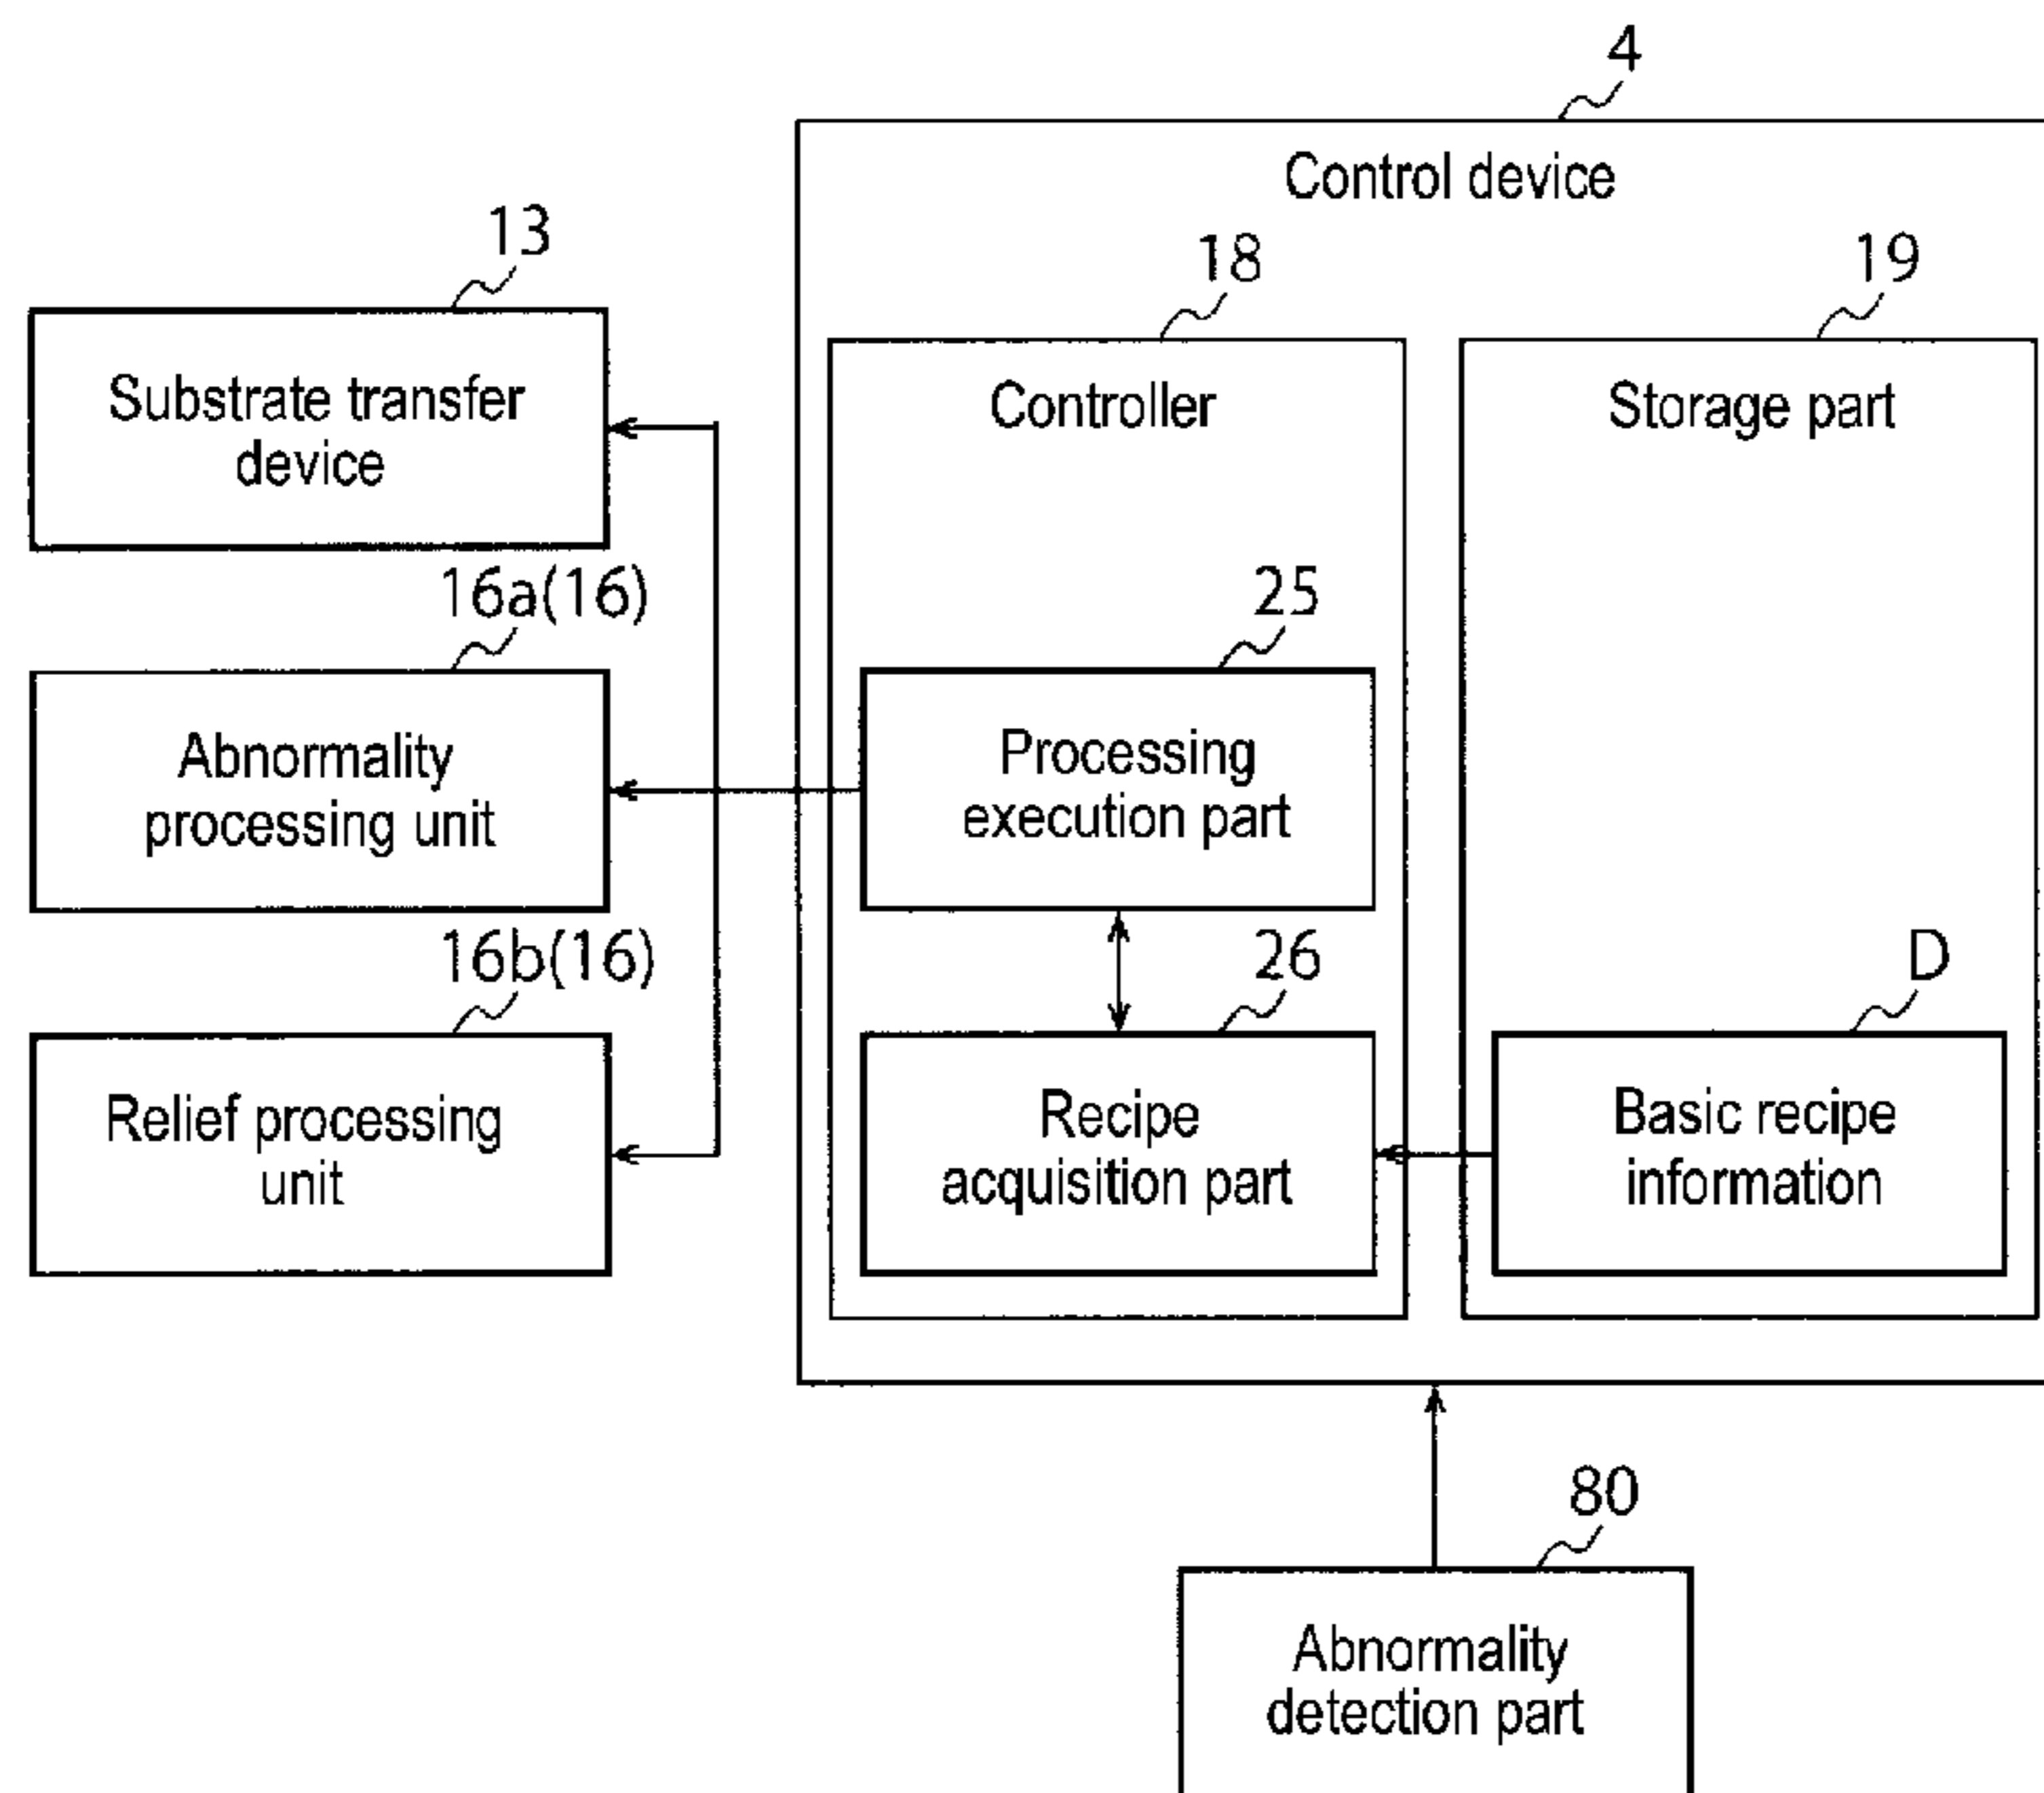 4
Control device
13
18
19
Substrate transfer
device
Controller
Storage part
16a(16)
25
Abnormality
processing unit
Processing
execution part
16b(16)
26
D
Relief processing
unit
Recipe
acquisition part
Basic recipe
information
80
Abnormality
detection part